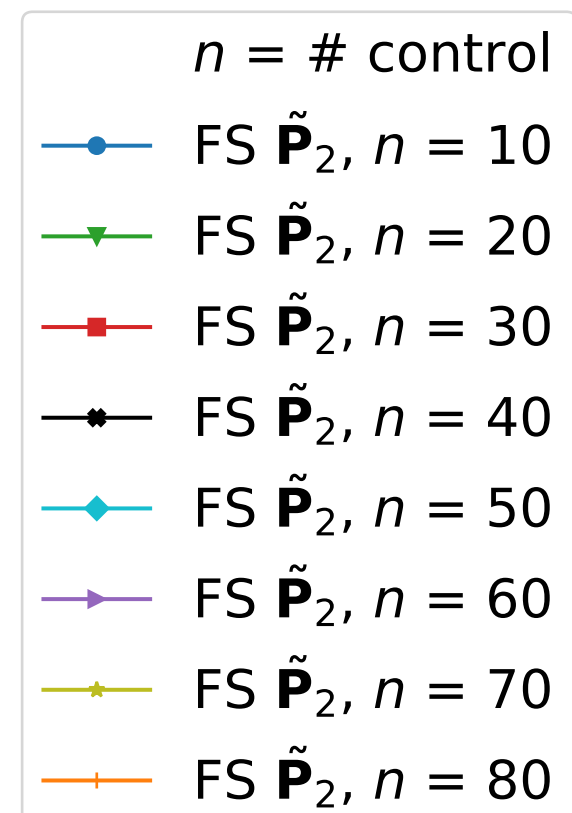 n = # control
FS P̃₂, n = 10
FS P̃₂, n = 20
FS P̃₂, n = 30
FS P̃₂, n = 40
FS P̃₂, n = 50
FS P̃₂, n = 60
FS P̃₂, n = 70
FS P̃₂, n = 80